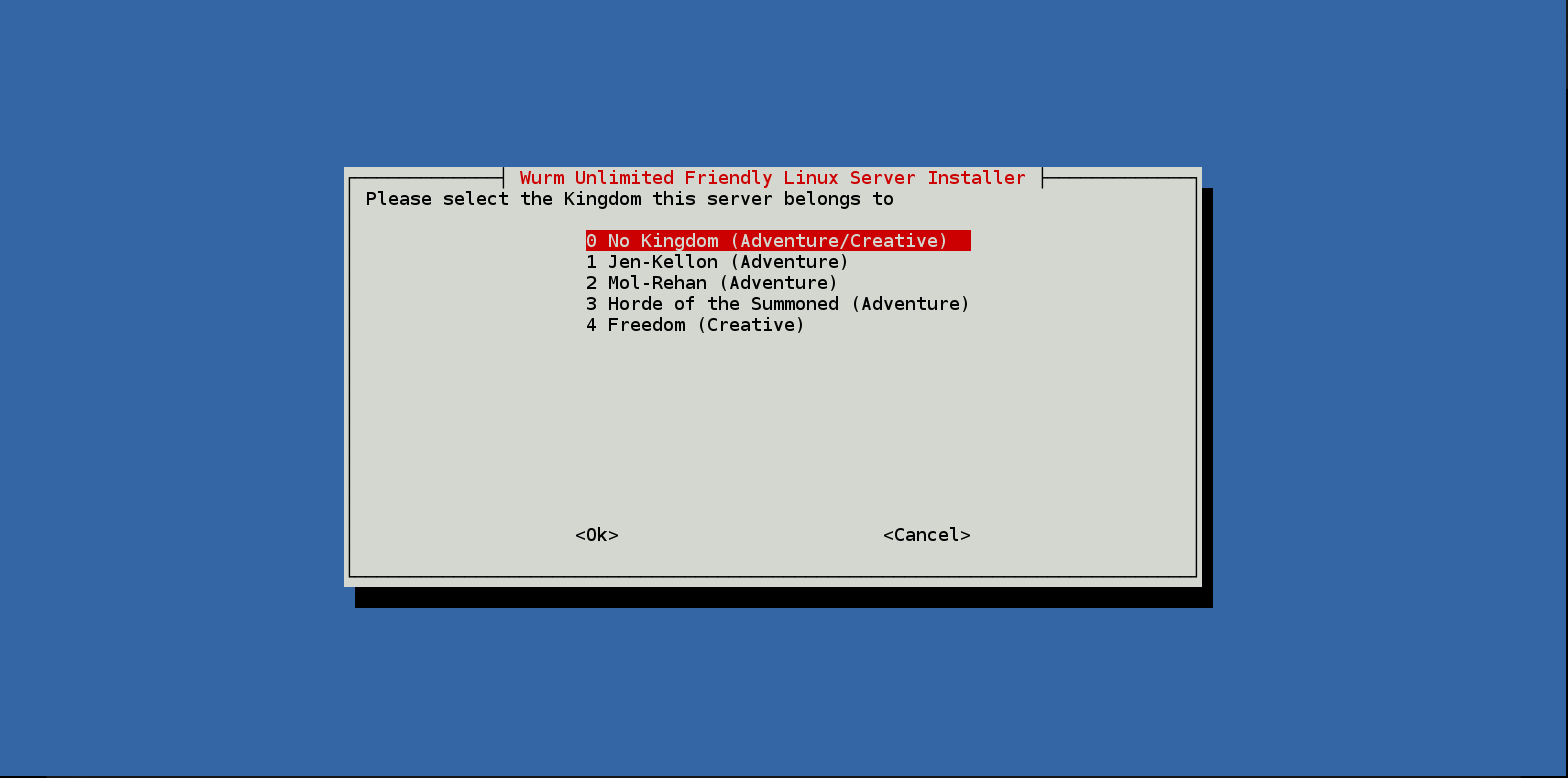 Wurm Unlimited Friendly Linux Server Installer
Please select the Kingdom this server belongs to
0 No Kingdom (Adventure/Creative)
1 Jen-Kellon (Adventure)
2 Mol-Rehan (Adventure)
3 Horde of the Summoned (Adventure)
4 Freedom (Creative)
<Ok> <Cancel>